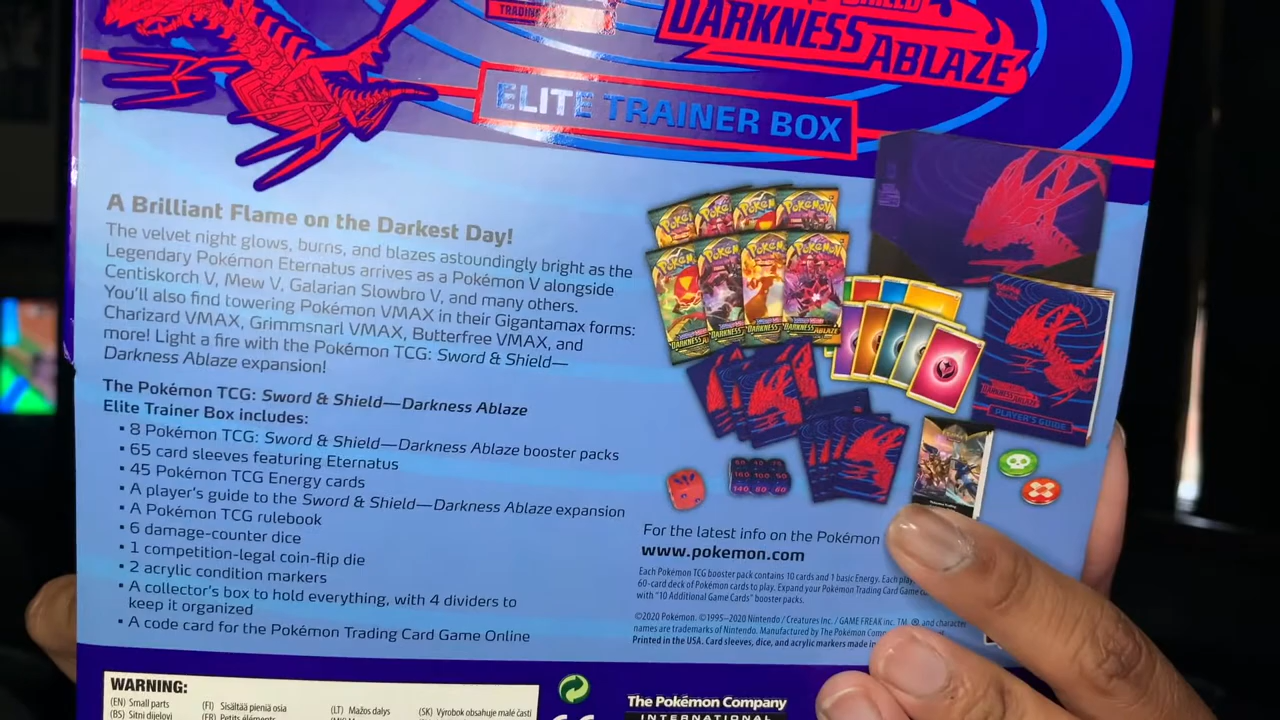 TRADING
SHIELD
DARKNESS ABLAZE
ELITE TRAINER BOX
A Brilliant Flame on the Darkest Day!
The velvet night glows, burns, and blazes astoundingly bright as the
Legendary Pokémon Eternatus arrives as a Pokémon V alongside
Centiskorch V, Mew V, Galarian Slowbro V, and many others.
You'll also find towering Pokémon VMAX in their Gigantamax forms:
Charizard VMAX, Grimmsnarl VMAX, Butterfree VMAX, and
more! Light a fire with the Pokémon TCG: Sword & Shield—
Darkness Ablaze expansion!
The Pokémon TCG: Sword & Shield—Darkness Ablaze
Elite Trainer Box includes:
▪ 8 Pokémon TCG: Sword & Shield—Darkness Ablaze booster packs
▪ 65 card sleeves featuring Eternatus
▪ 45 Pokémon TCG Energy cards
▪ A player's guide to the Sword & Shield—Darkness Ablaze expansion
▪ A Pokémon TCG rulebook
▪ 6 damage-counter dice
▪ 1 competition-legal coin-flip die
▪ 2 acrylic condition markers
▪ A collector's box to hold everything, with 4 dividers to
keep it organized
▪ A code card for the Pokémon Trading Card Game Online
POKéMON
DARKNESS ABLAZE
PLAYER'S GUIDE
For the latest info on the Pokémon
www.pokemon.com
Each Pokémon TCG booster pack contains 10 cards and 1 basic Energy. Each
60-card deck of Pokémon cards to play. Expand your Pokémon Trading Card Game
with "10 Additional Game Cards" booster packs.
©2020 Pokémon. ©1995–2020 Nintendo / Creatures Inc. / GAME FREAK inc. TM, ®, and character
names are trademarks of Nintendo. Manufactured by The Pokémon
Printed in the USA. Card sleeves, dice, and acrylic markers made in
WARNING:
(EN) Small parts
(BS) Sitni dijelovi
(FI) Sisältää pieniä osia
(FR) Petits éléments
(LT) Mažos dalys
(SK) Výrobok obsahuje malé časti
The Pokémon Company
INTERNATIONAL